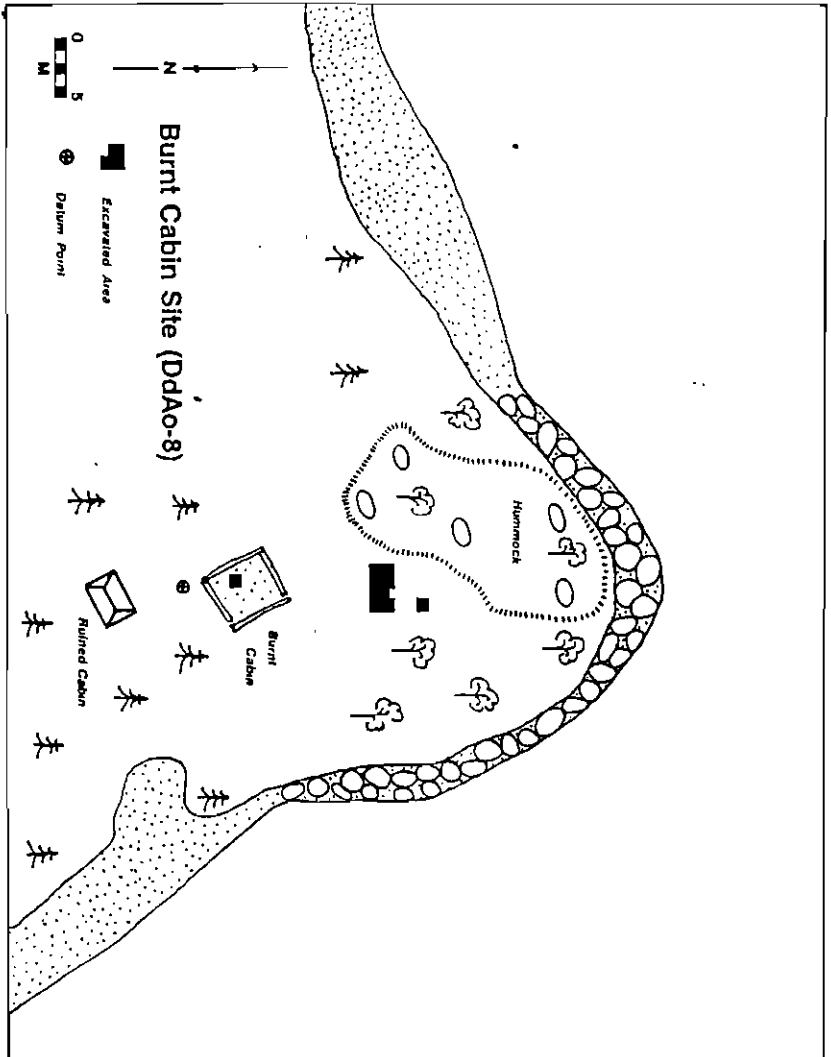 Hummock
Burnt
Cabin
Ruined Cabin
Burnt Cabin Site (DdAo-8)
N
0 5
M
Excavated Area
Datum Point